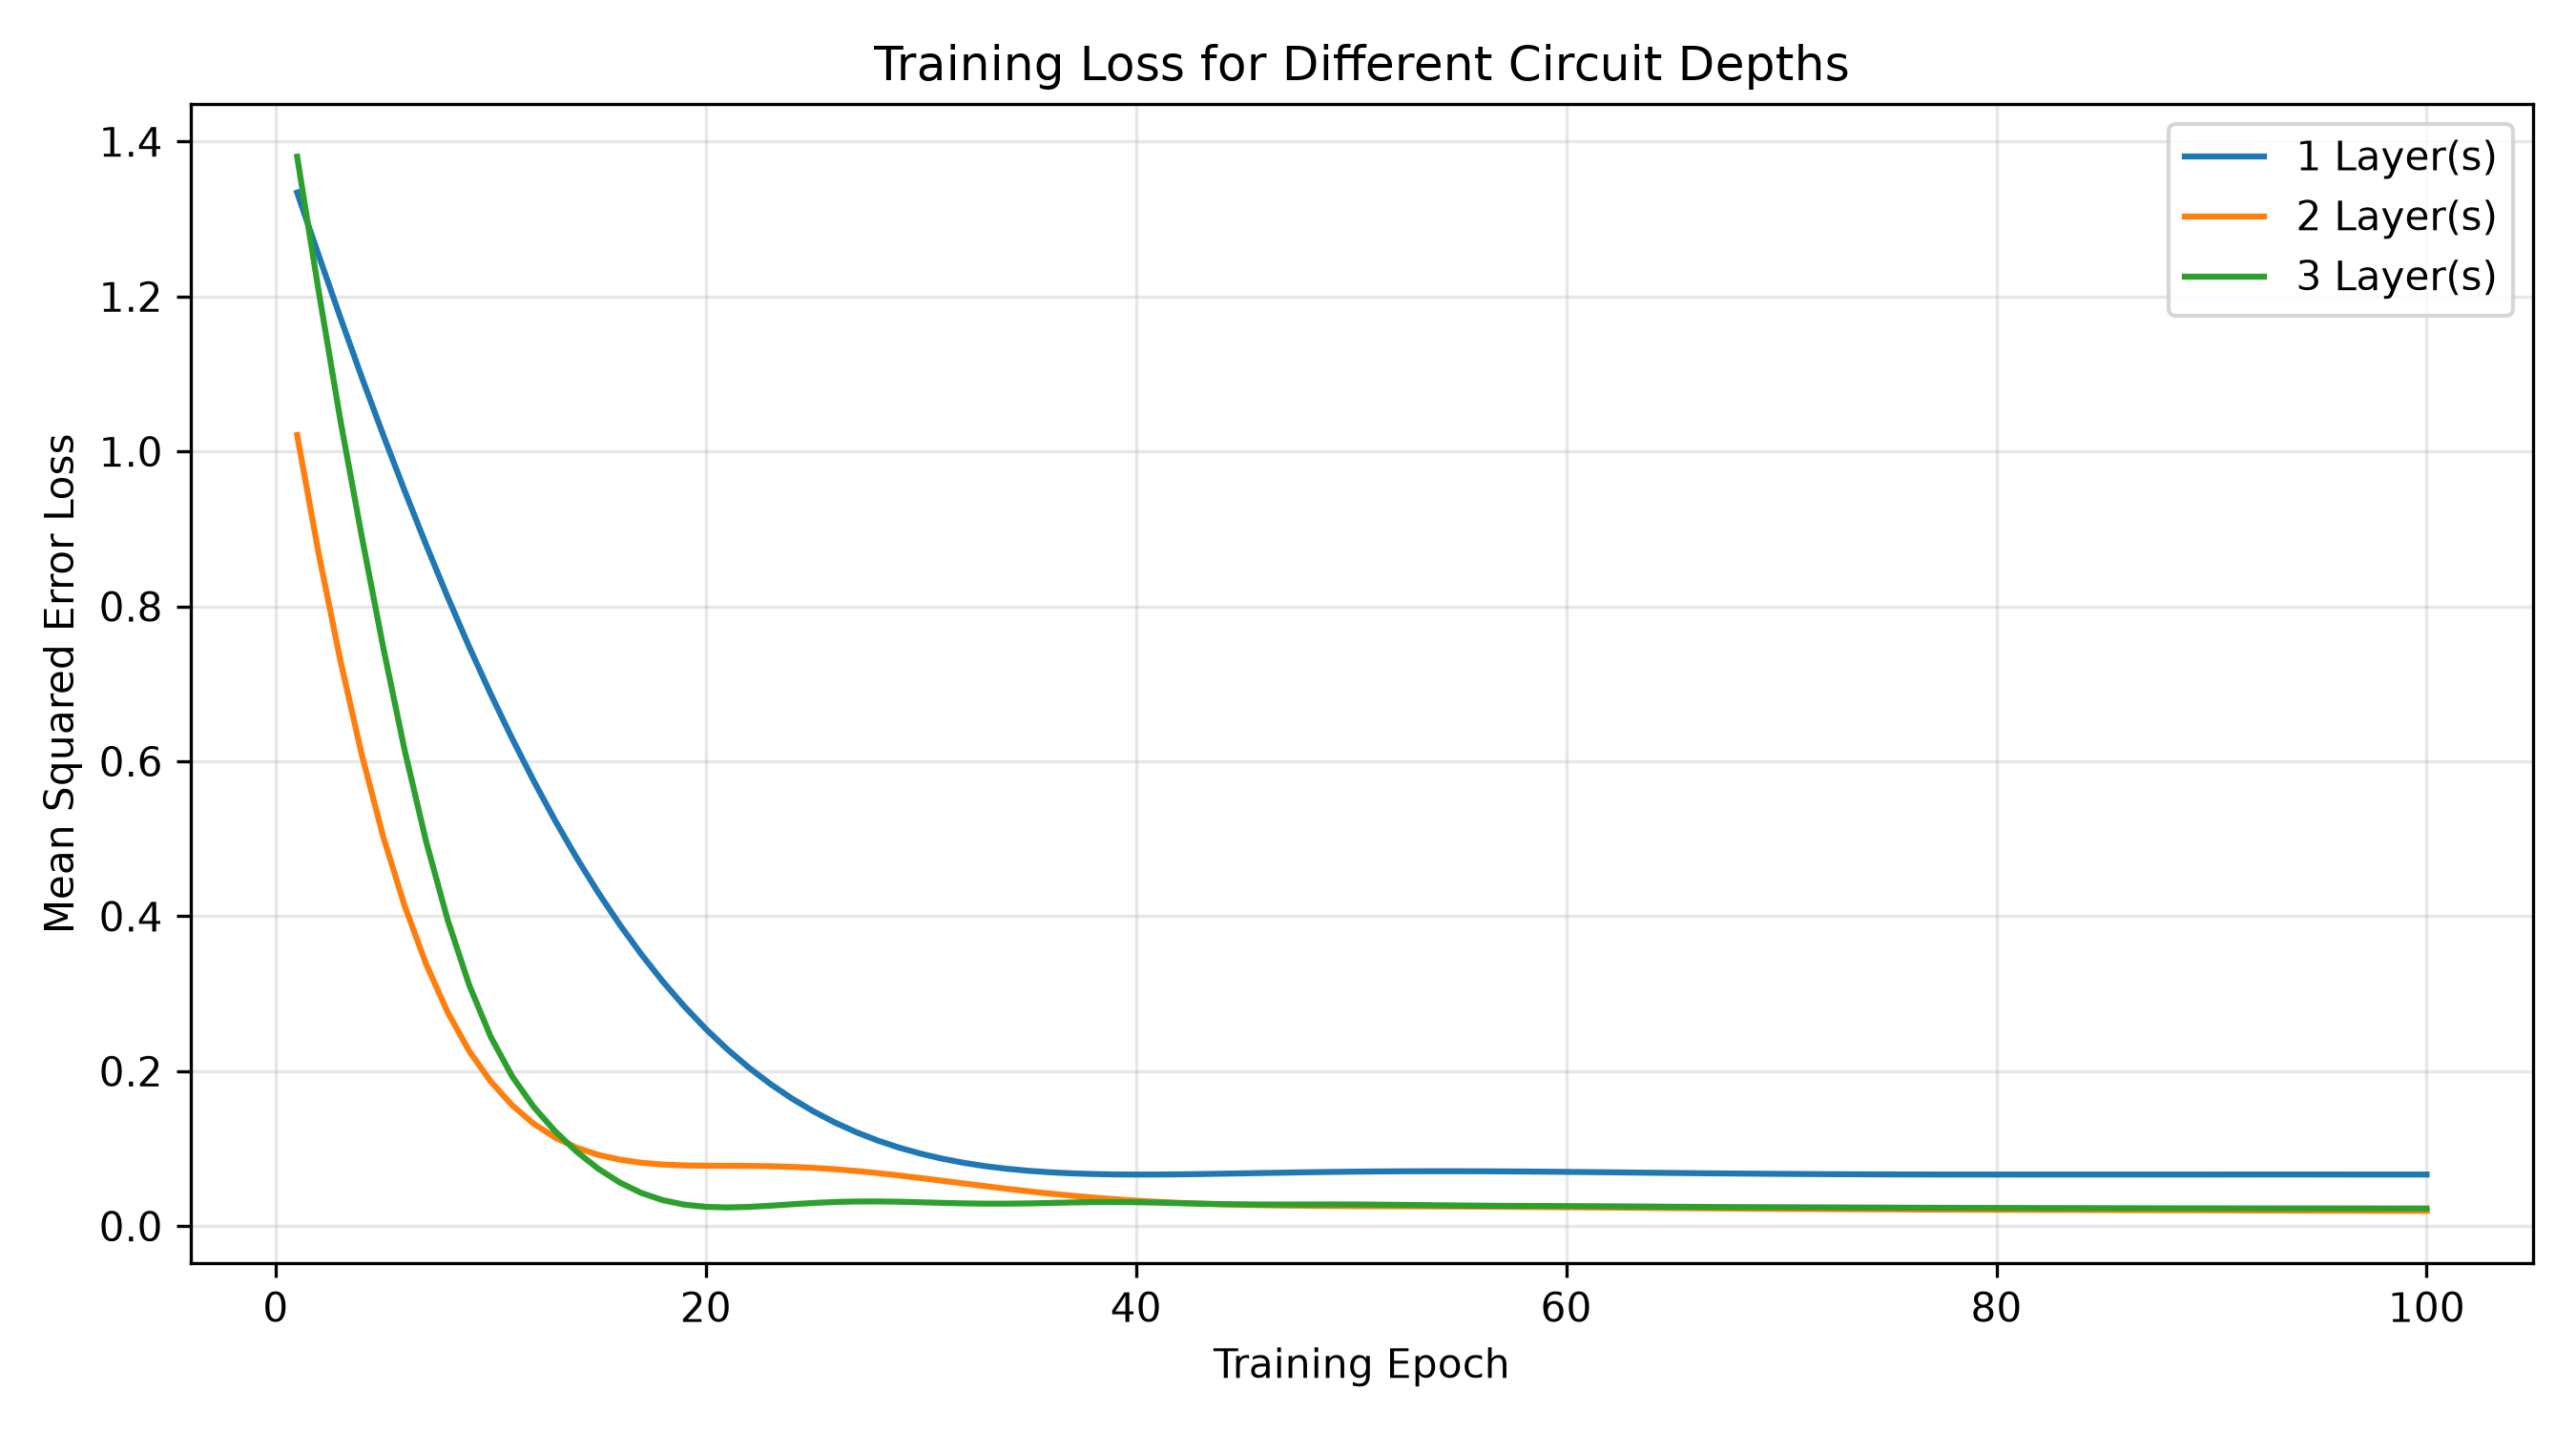 Training Loss for Different Circuit Depths
1 Layer(s)
2 Layer(s)
3 Layer(s)
Mean Squared Error Loss
1.4
1.2
1.0
0.8
0.6
0.4
0.2
0.0
0 20 40 60 80 100
Training Epoch